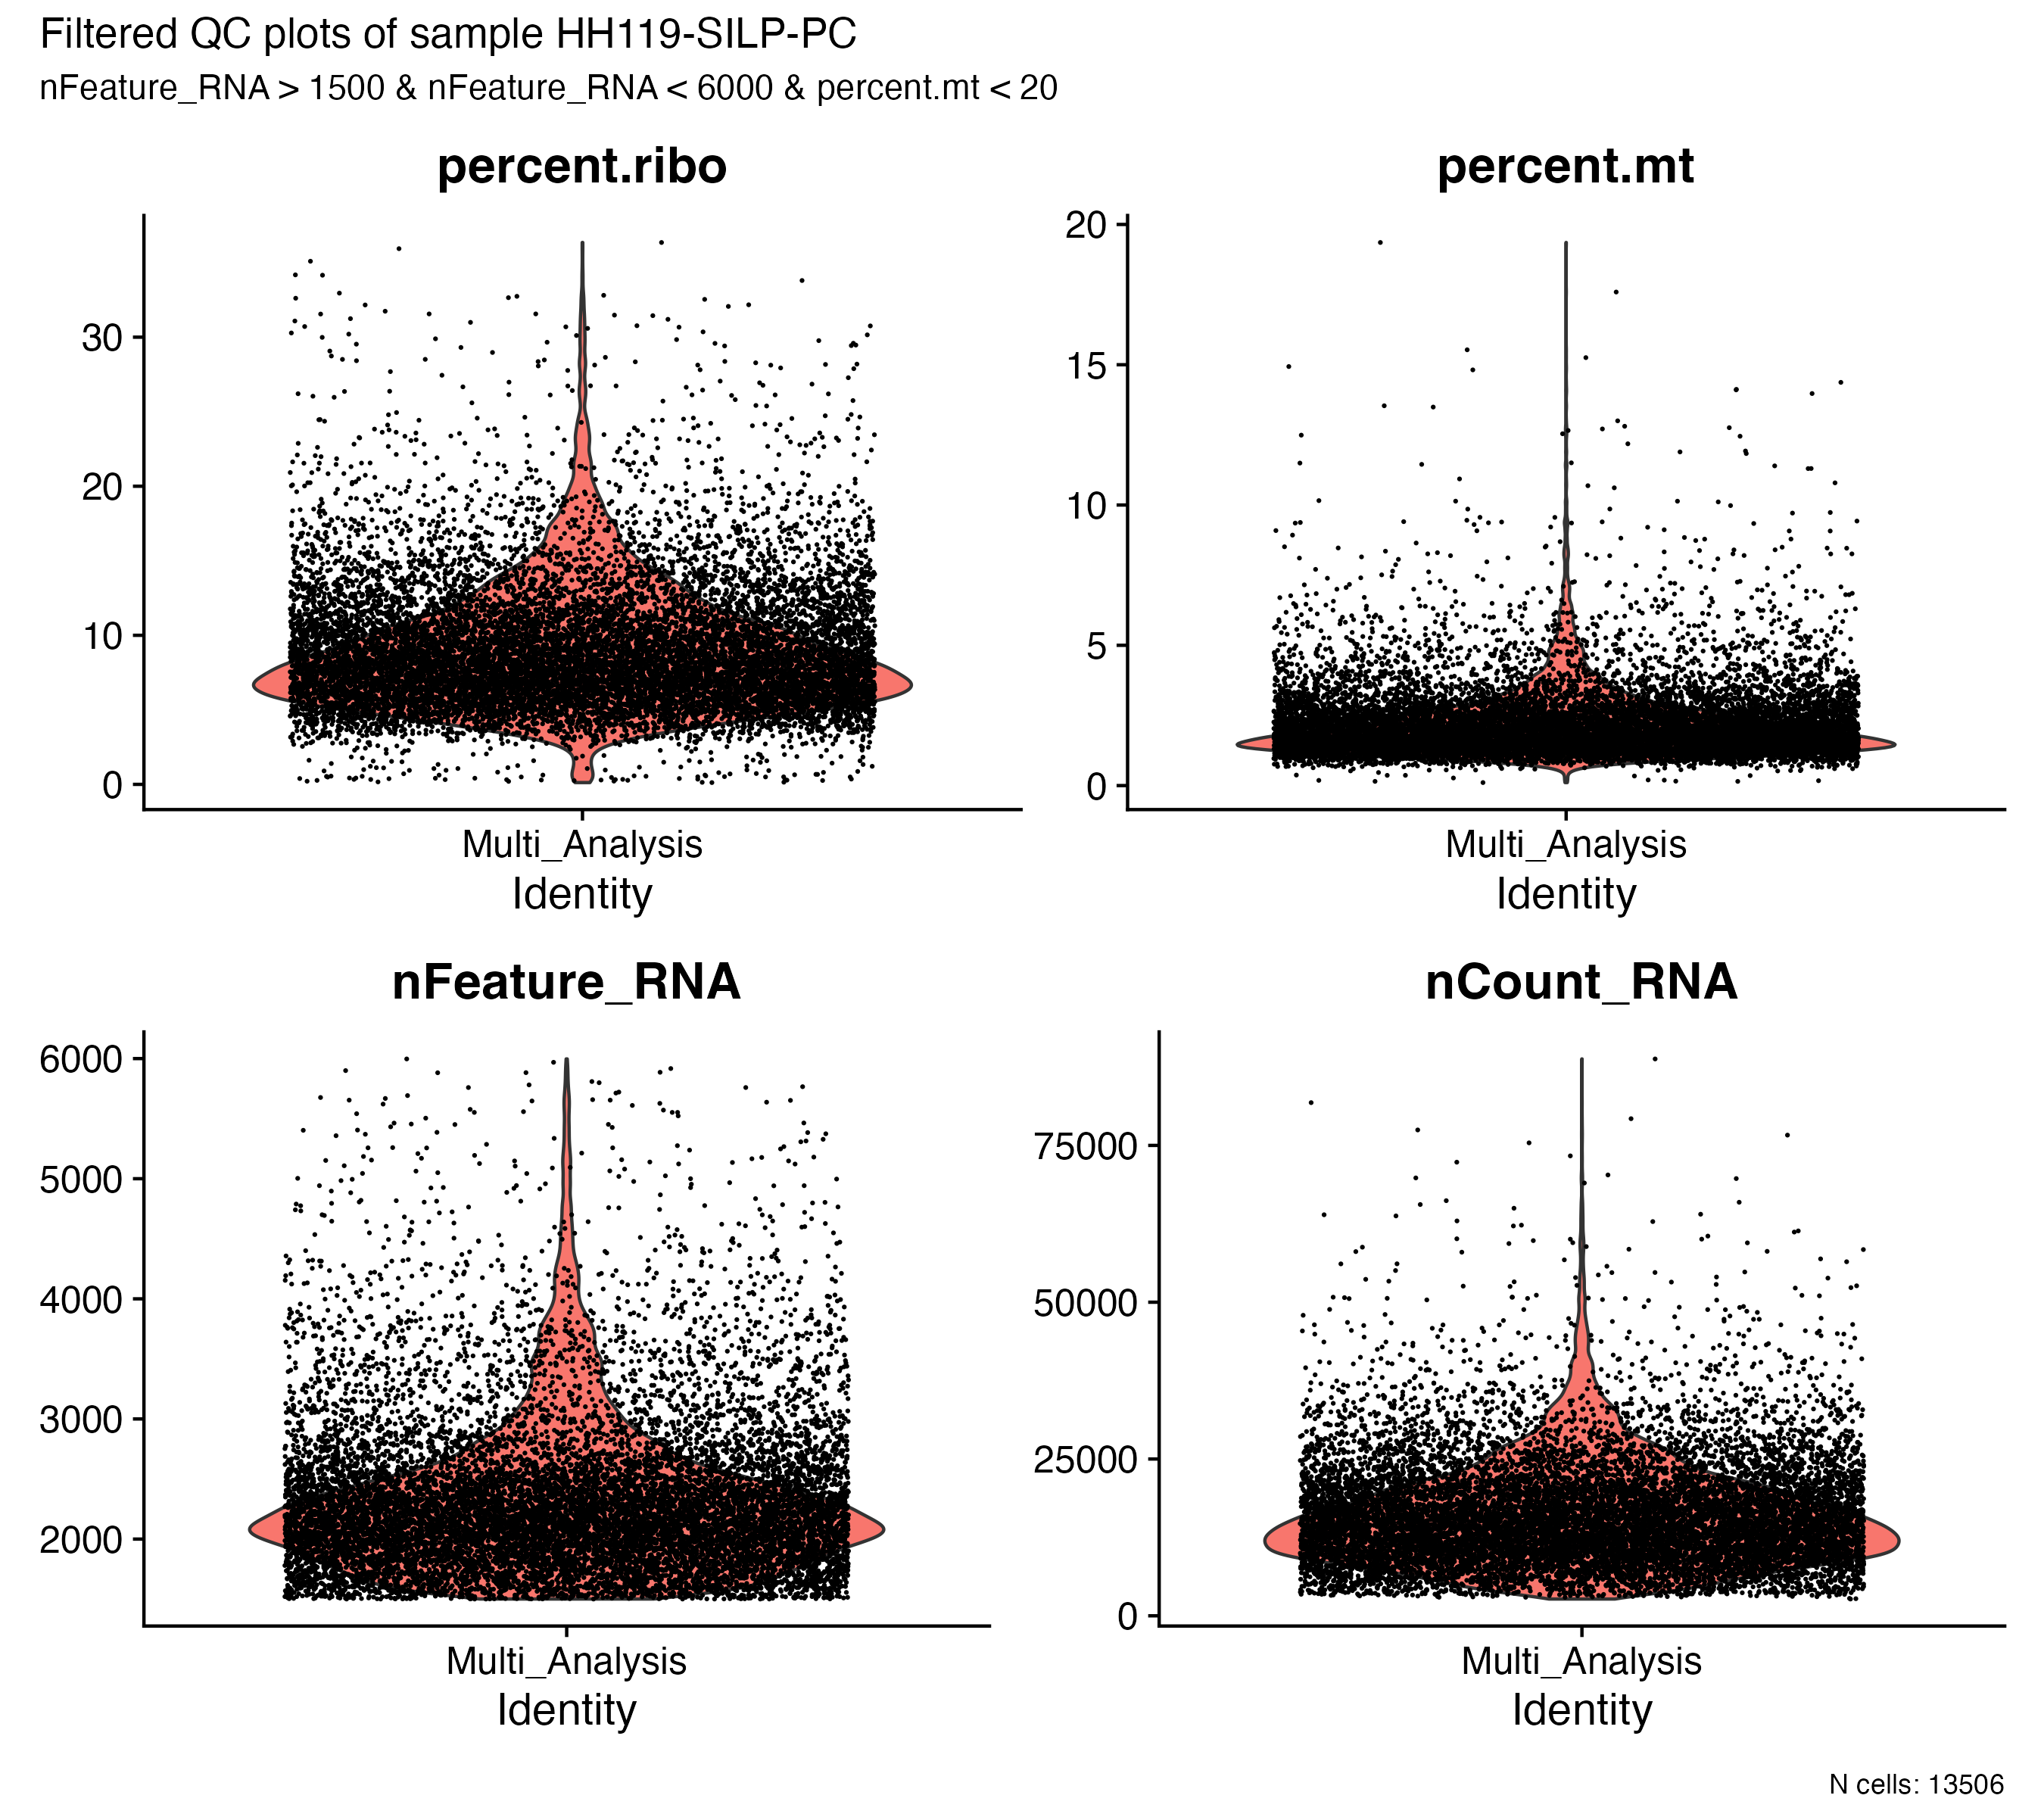 Filtered QC plots of sample HH119-SILP-PC
nFeature_RNA > 1500 & nFeature_RNA < 6000 & percent.mt < 20
percent.ribo
30
20
10
0
Multi_Analysis
Identity
percent.mt
20
15
10
5
0
Multi_Analysis
Identity
nFeature_RNA
6000
5000
4000
3000
2000
Multi_Analysis
Identity
nCount_RNA
75000
50000
25000
0
Multi_Analysis
Identity
N cells: 13506